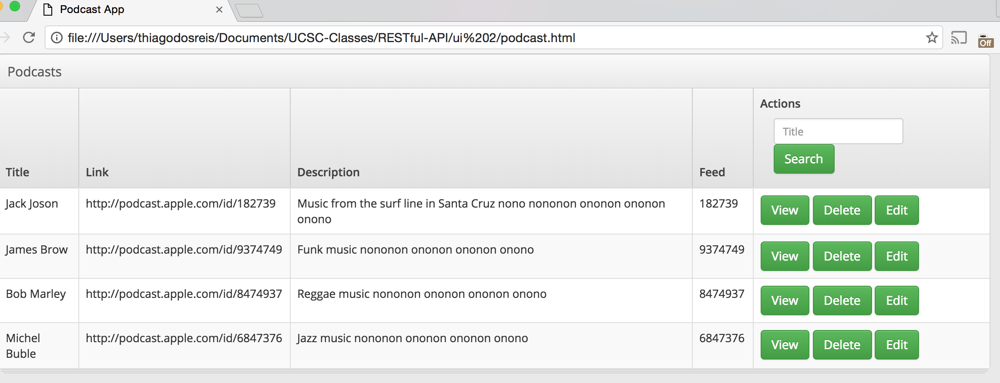 Podcast App
file:///Users/thiagodosreis/Documents/UCSC-Classes/RESTful-API/ui%202/podcast.html
Off
Podcasts
Actions
Title
Search
Title Link Description Feed
Jack Joson http://podcast.apple.com/id/182739 Music from the surf line in Santa Cruz nono nononon ononon ononon 182739 View Delete Edit
onono
James Brow http://podcast.apple.com/id/9374749 Funk music nononon ononon ononon onono 9374749 View Delete Edit
Bob Marley http://podcast.apple.com/id/8474937 Reggae music nononon ononon ononon onono 8474937 View Delete Edit
Michel http://podcast.apple.com/id/6847376 Jazz music nononon ononon ononon onono 6847376 View Delete Edit
Buble